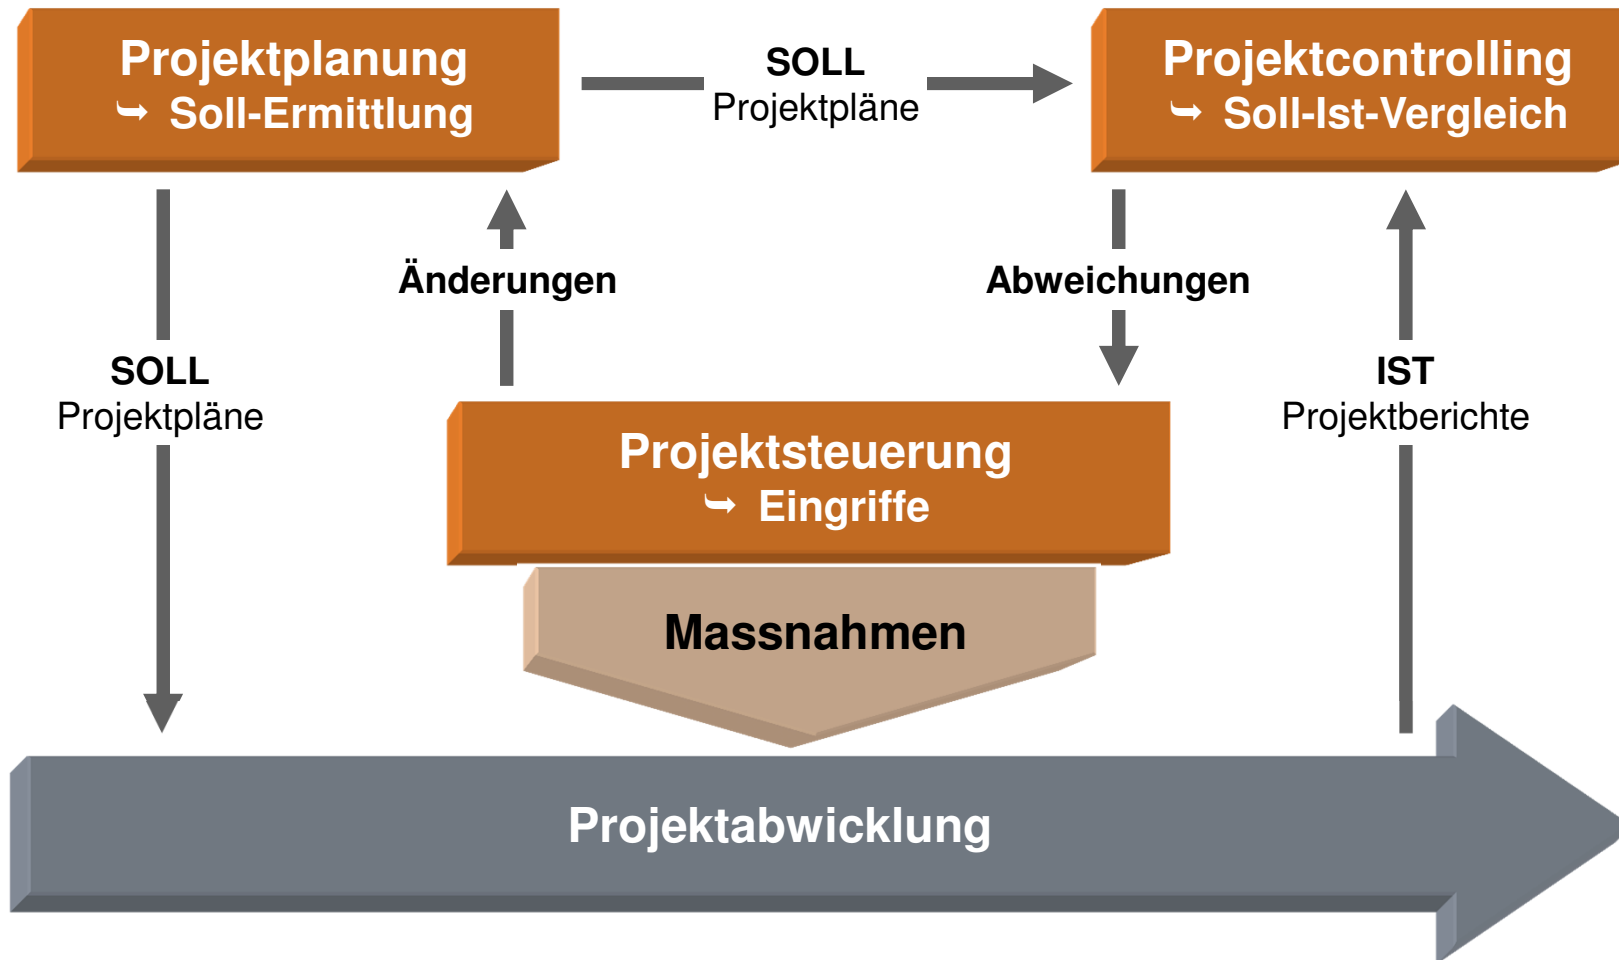 Projektplanung
➥ Soll-Ermittlung
SOLL
Projektpläne
Projektcontrolling
➥ Soll-Ist-Vergleich
Änderungen
Abweichungen
SOLL
Projektpläne
IST
Projektberichte
Projektsteuerung
➥ Eingriffe
Massnahmen
Projektabwicklung